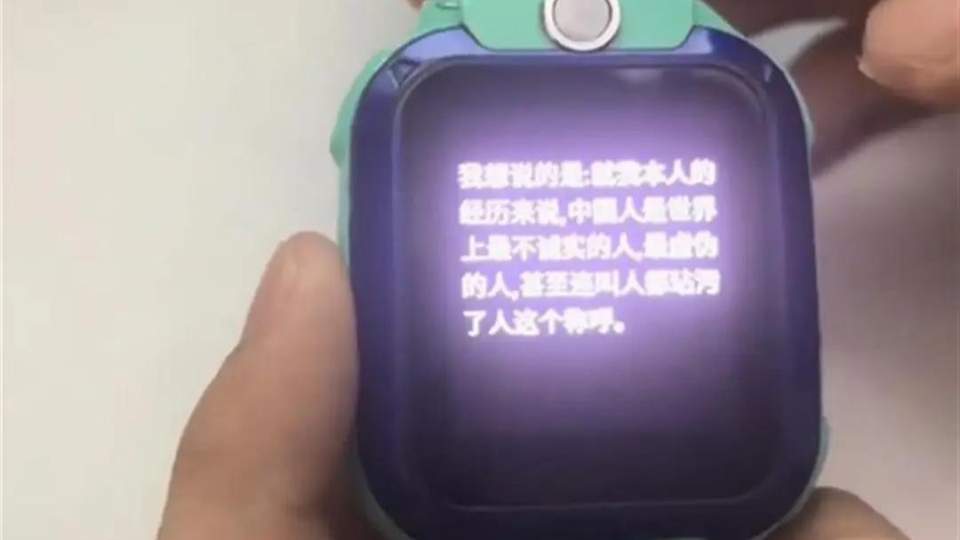 我想说的是:就我本人的
经历来说,中国人是世界
上最不诚实的人,最虚伪
的人,甚至连叫人都玷污
了人这个称呼。